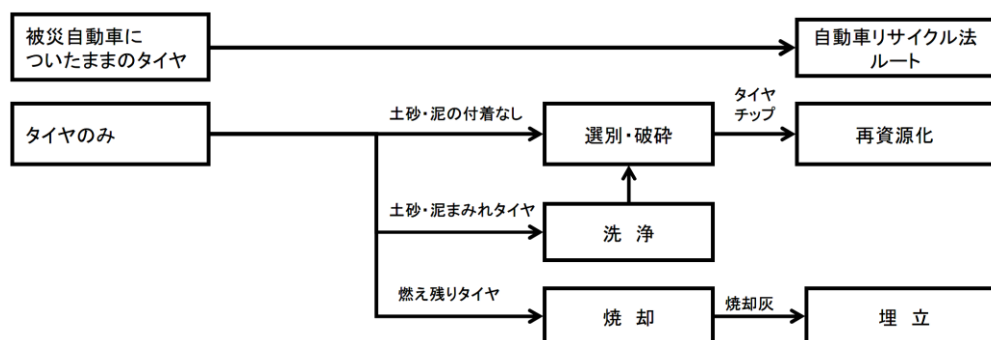 被災自動車に
ついたままのタイヤ
自動車リサイクル法
ルート
タイヤのみ
土砂・泥の付着なし
選別・破砕
タイヤ
チップ
再資源化
土砂・泥まみれタイヤ
洗 浄
燃え残りタイヤ
焼 却
焼却灰
埋 立